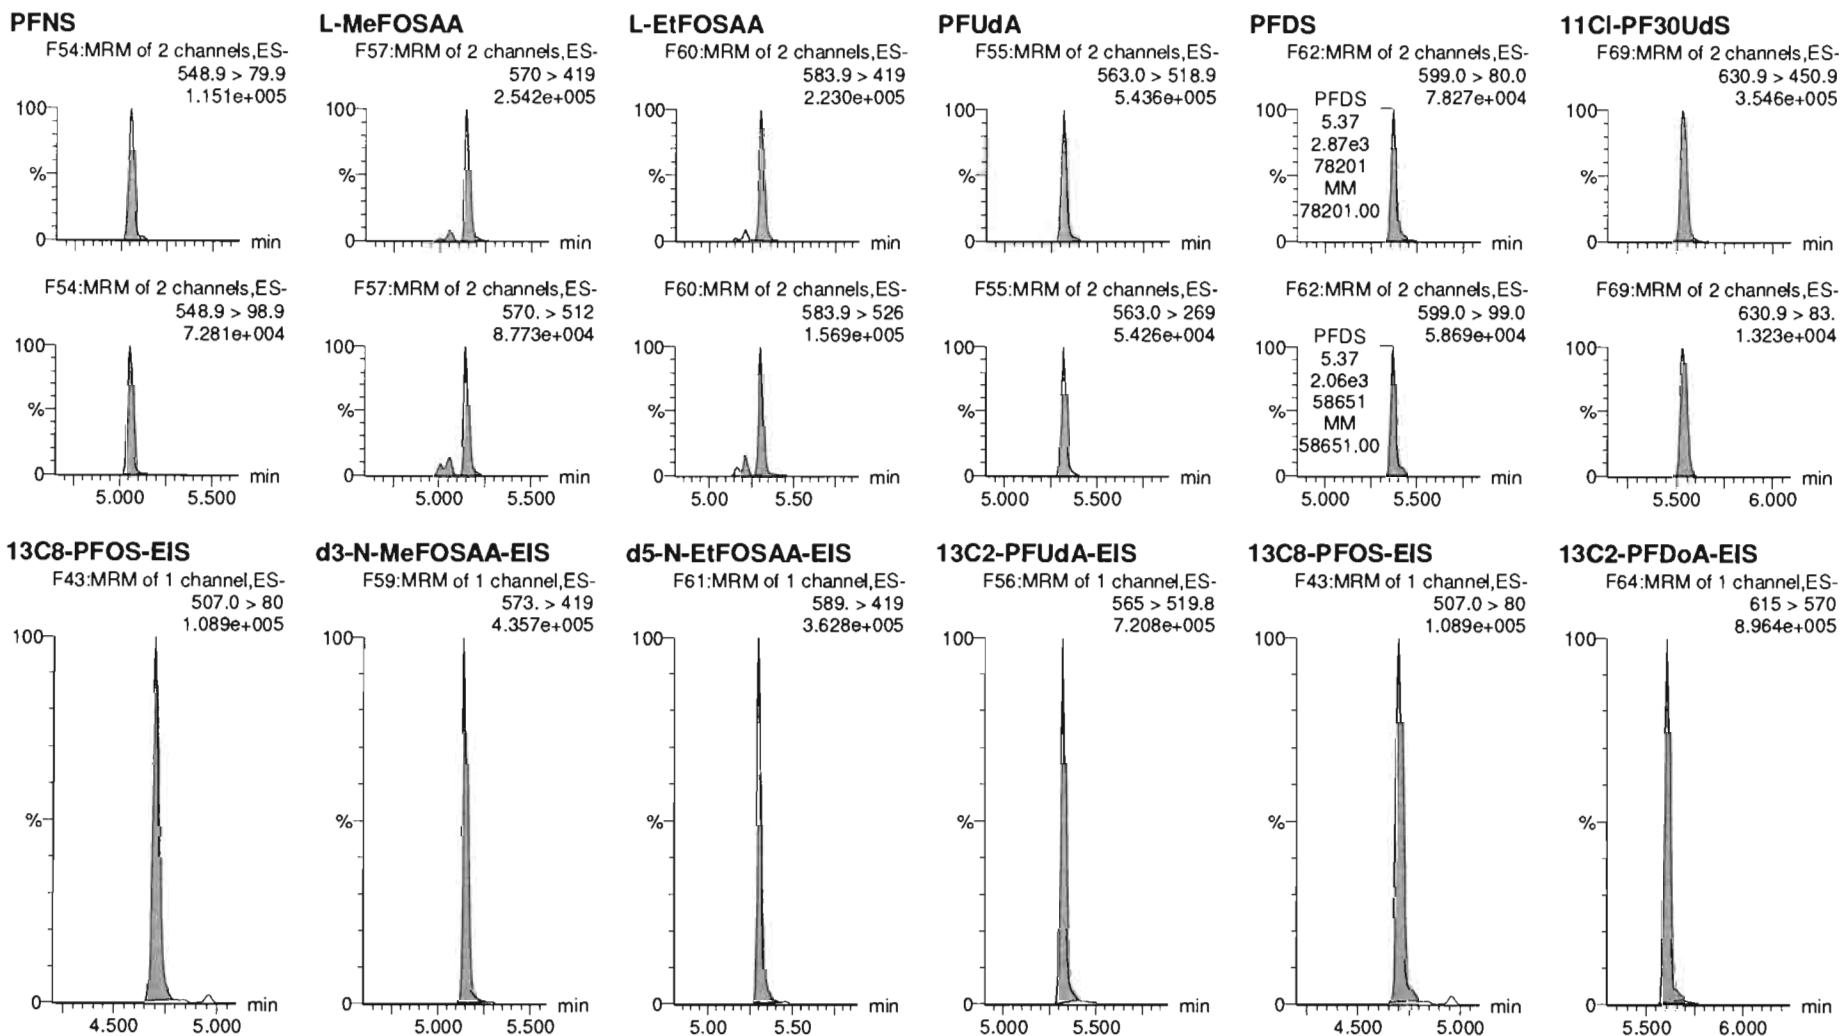 PFNS
F54:MRM of 2 channels,ES-
548.9 > 79.9
1.151e+005
100
%
0
min
L-MeFOSAA
F57:MRM of 2 channels,ES-
570 > 419
2.542e+005
100
%
0
min
L-EtFOSAA
F60:MRM of 2 channels,ES-
583.9 > 419
2.230e+005
100
%
0
min
PFUdA
F55:MRM of 2 channels,ES-
563.0 > 518.9
5.436e+005
100
%
0
min
PFDS
F62:MRM of 2 channels,ES-
599.0 > 80.0
7.827e+004
PFDS
5.37
2.87e3
78201
MM
78201.00
100
%
0
min
11Cl-PF30UdS
F69:MRM of 2 channels,ES-
630.9 > 450.9
3.546e+005
100
%
0
min
F54:MRM of 2 channels,ES-
548.9 > 98.9
7.281e+004
100
%
0
min
5.000 5.500
F57:MRM of 2 channels,ES-
570. > 512
8.773e+004
100
%
0
min
5.000 5.500
F60:MRM of 2 channels,ES-
583.9 > 526
1.569e+005
100
%
0
min
5.00 5.50
F55:MRM of 2 channels,ES-
563.0 > 269
5.426e+004
100
%
0
min
5.000 5.500
F62:MRM of 2 channels,ES-
599.0 > 99.0
5.869e+004
PFDS
5.37
2.06e3
58651
MM
58651.00
100
%
0
min
5.000 5.500
F69:MRM of 2 channels,ES-
630.9 > 83.
1.323e+004
100
%
0
min
5.500 6.000
13C8-PFOS-EIS
F43:MRM of 1 channel,ES-
507.0 > 80
1.089e+005
100
%
0
min
4.500 5.000
d3-N-MeFOSAA-EIS
F59:MRM of 1 channel,ES-
573. > 419
4.357e+005
100
%
0
min
5.000 5.500
d5-N-EtFOSAA-EIS
F61:MRM of 1 channel,ES-
589. > 419
3.628e+005
100
%
0
min
5.00 5.50
13C2-PFUdA-EIS
F56:MRM of 1 channel,ES-
565 > 519.8
7.208e+005
100
%
0
min
5.000 5.500
13C8-PFOS-EIS
F43:MRM of 1 channel,ES-
507.0 > 80
1.089e+005
100
%
0
min
4.500 5.000
13C2-PFDoA-EIS
F64:MRM of 1 channel,ES-
615 > 570
8.964e+005
100
%
0
min
5.500 6.000